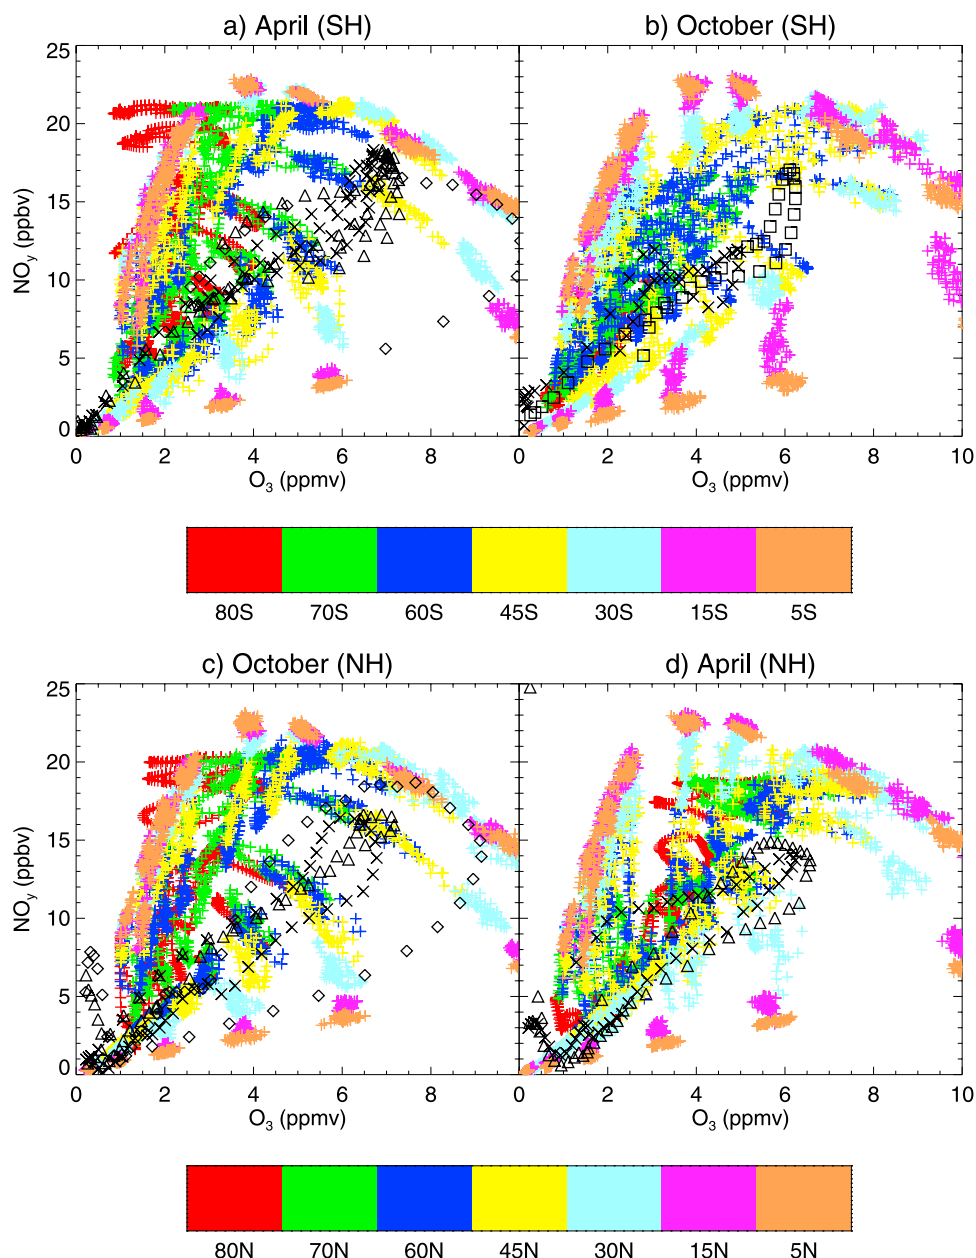 a) April (SH)
b) October (SH)
25
20
15
10
5
0
NOy (ppbv)
0 2 4 6 8
0 2 4 6 8 10
O3 (ppmv)
O3 (ppmv)
80S 70S 60S 45S 30S 15S 5S
c) October (NH)
d) April (NH)
25
20
15
10
5
0
NOy (ppbv)
0 2 4 6 8
0 2 4 6 8 10
O3 (ppmv)
O3 (ppmv)
80N 70N 60N 45N 30N 15N 5N